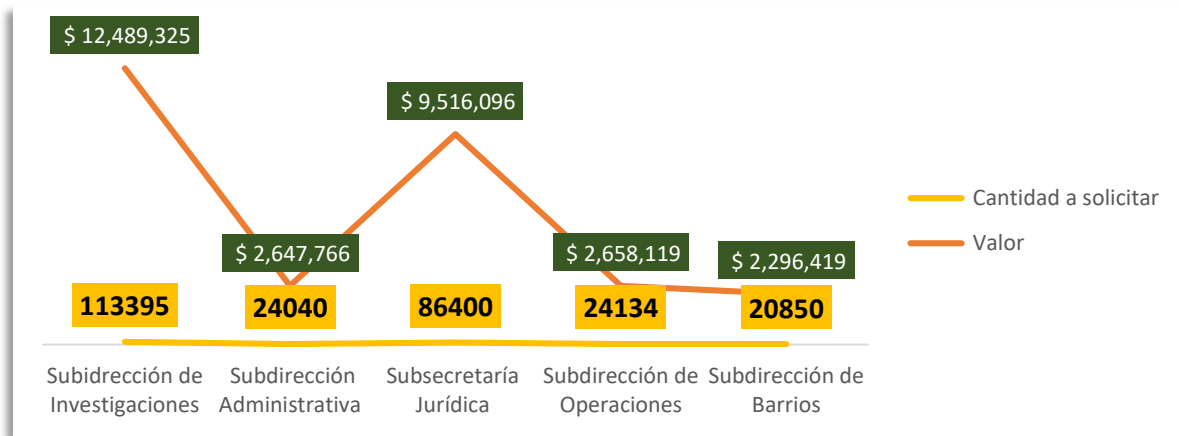 $ 12,489,325
$ 9,516,096
$ 2,647,766
$ 2,658,119
$ 2,296,419
113395
24040
86400
24134
20850
Subidrección de
Investigaciones
Subdirección
Administrativa
Subsecretaría
Jurídica
Subdirección de
Operaciones
Subdirección de
Barrios
Cantidad a solicitar
Valor